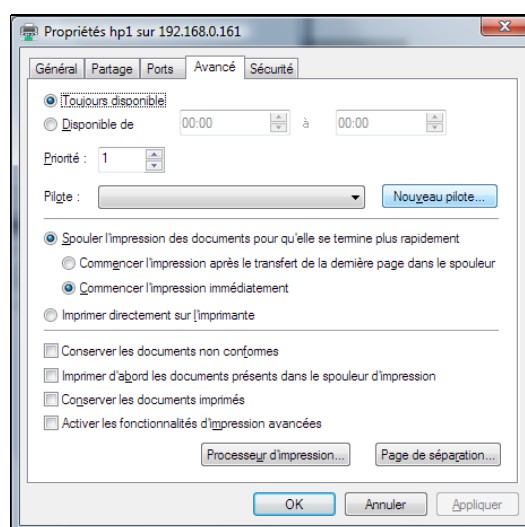 Propriétés hp1 sur 192.168.0.161
Général Partage Ports Avancé Sécurité
Toujours disponible
Disponible de 00:00 à 00:00
Priorité : 1
Pilote : Nouveau pilote...
Spouler l'impression des documents pour qu'elle se termine plus rapidement
Commencer l'impression après le transfert de la dernière page dans le spouleur
Commencer l'impression immédiatement
Imprimer directement sur l'imprimante
Conserver les documents non conformes
Imprimer d'abord les documents présents dans le spouleur d'impression
Conserver les documents imprimés
Activer les fonctionnalités d'impression avancées
Processeur d'impression... Page de séparation...
OK Annuler Appliquer